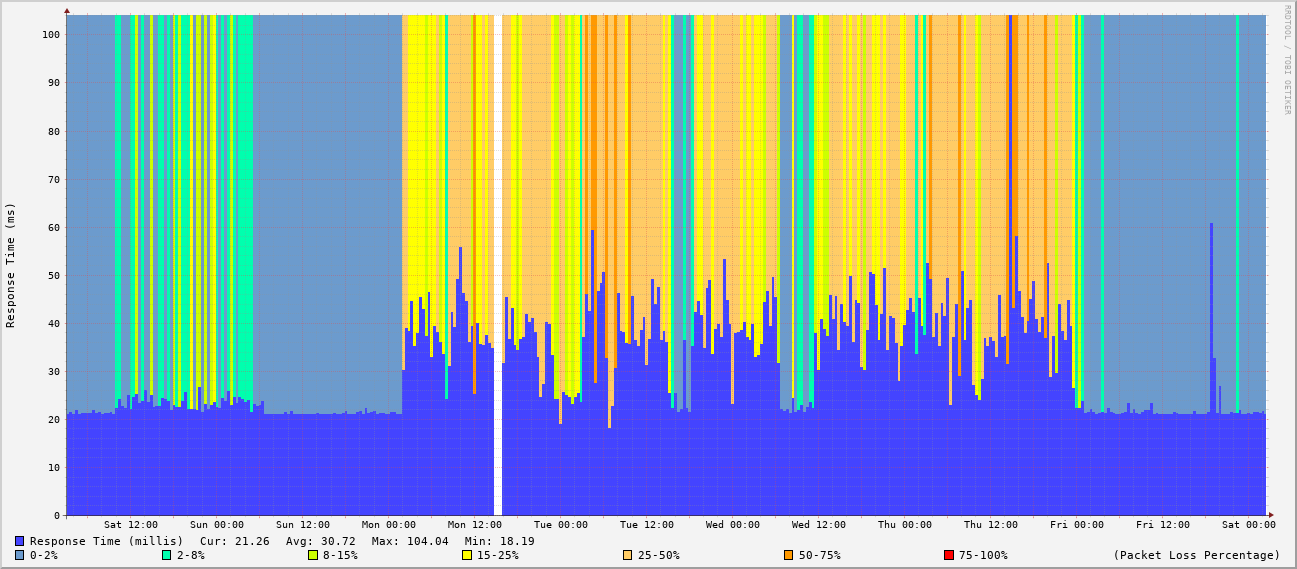 RRDTOOL / TOBI OETIKER
Response Time (ms)
100
90
80
70
60
50
40
30
20
10
0
Sat 12:00 Sun 00:00 Sun 12:00 Mon 00:00 Mon 12:00 Tue 00:00 Tue 12:00 Wed 00:00 Wed 12:00 Thu 00:00 Thu 12:00 Fri 00:00 Fri 12:00 Sat 00:00
Response Time (millis) Cur: 21.26 Avg: 30.72 Max: 104.04 Min: 18.19
0-2% 2-8% 8-15% 15-25% 25-50% 50-75% 75-100% (Packet Loss Percentage)